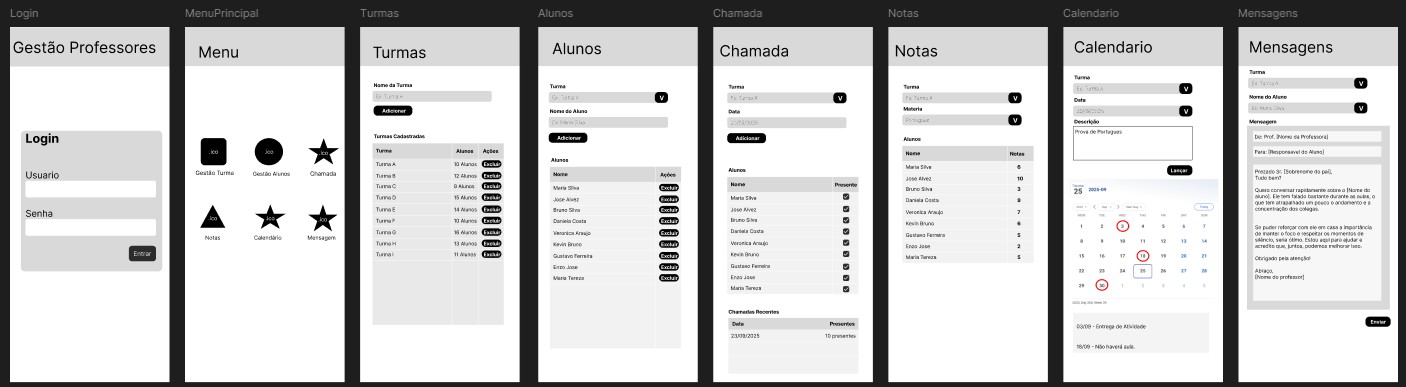 Login
Gestão Professores
Login
Usuario
Senha
Entrar
MenuPrincipal
Menu
.ico
.ico
.ico
Gestão Turma
Gestão Alunos
Chamada
.ico
.ico
.ico
Notas
Calendário
Mensagem
Turmas
Turmas
Nome da Turma
Ex: Turma A
Adicionar
Turmas Cadastradas
Turma Alunos Ações
Turma A 10 Alunos Excluir
Turma B 12 Alunos Excluir
Turma C 9 Alunos Excluir
Turma D 15 Alunos Excluir
Turma E 14 Alunos Excluir
Turma F 10 Alunos Excluir
Turma G 16 Alunos Excluir
Turma H 13 Alunos Excluir
Turma I 11 Alunos Excluir
Alunos
Alunos
Turma
Ex: Turma A V
Nome do Aluno
Ex: Maria Silva
Adicionar
Alunos
Nome Ações
Maria Silva Excluir
Jose Alvez Excluir
Bruno Silva Excluir
Daniela Costa Excluir
Veronica Araujo Excluir
Kevin Bruno Excluir
Gustavo Ferreira Excluir
Enzo Jose Excluir
Maria Tereza Excluir
Chamada
Chamada
Turma
Ex: Turma A V
Data
23/09/2025
Adicionar
Alunos
Nome Presente
Maria Silva
Jose Alvez
Bruno Silva
Daniela Costa
Veronica Araujo
Kevin Bruno
Gustavo Ferreira
Enzo Jose
Maria Tereza
Chamadas Recentes
Data Presentes
23/09/2025 10 presentes
Notas
Notas
Turma
Ex: Turma A V
Materia
Portugues V
Alunos
Nome Notas
Maria Silva 6
Jose Alvez 10
Bruno Silva 3
Daniela Costa 9
Veronica Araujo 7
Kevin Bruno 6
Gustavo Ferreira 5
Enzo Jose 2
Maria Tereza 5
Calendario
Calendario
Turma
Ex: Turma A V
Data
V
Descrição
Prova de Portugues
Lançar
25 2025-09
1 2 3 4 5 6 7
8 9 10 11 12 13 14
15 16 17 18 19 20 21
22 23 24 25 26 27 28
29 30 1 2 3 4 5
03/09 - Entrega de Atividade
18/09 - Não haverá aula.
Mensagens
Mensagens
Turma
Ex: Turma A V
Nome do Aluno
Ex: Maria Silva V
Mensagem
De: Prof. [Nome da Professora]
Para: [Responsavel do Aluno]
Prezado Sr. [Sobrenome do pai],
Tudo bem?
Quero conversar rapidamente sobre o [Nome do
aluno]. Ele tem falado bastante durante as aulas, o
que tem atrapalhado um pouco o andamento e a
concentração dos colegas.
Se puder reforçar com ele em casa a importância
de manter o foco e respeitar os momentos de
silêncio, seria ótimo. Estou aqui para ajudar e
acredito que, juntos, podemos melhorar isso.
Obrigado pela atenção!
Abraço,
[Nome do professor]
Enviar